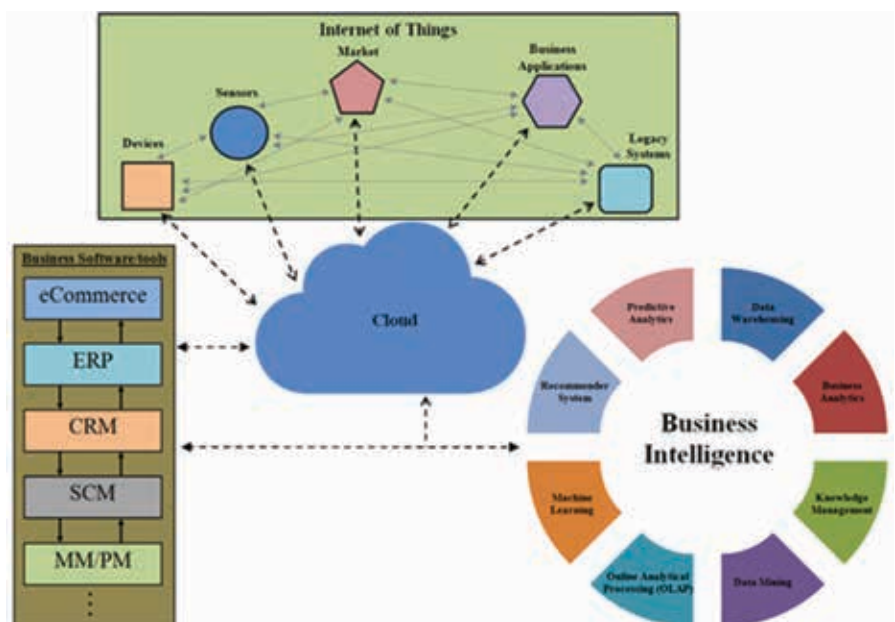 Internet of Things
Market
Business
Applications
Sensors
Legacy
Systems
Devices
Business Software/tools
eCommerce
ERP
CRM
SCM
MM/PM
Cloud
Predictive
Analytics
Data
Warehousing
Recommender
System
Business
Analytics
Business
Intelligence
Machine
Learning
Knowledge
Management
Online Analytical
Processing (OLAP)
Data Mining